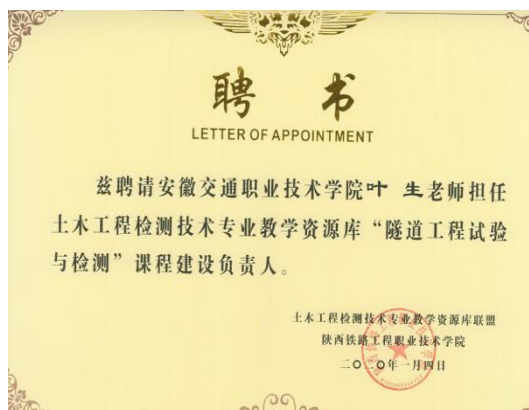 聘 书
LETTER OF APPOINTMENT
兹聘请安徽交通职业技术学院叶 生老师担任
土木工程检测技术专业教学资源库“隧道工程试验
与检测”课程建设负责人。
土木工程检测技术专业教学资源库联盟
陕西铁路工程职业技术学院
二〇二〇年一月四日